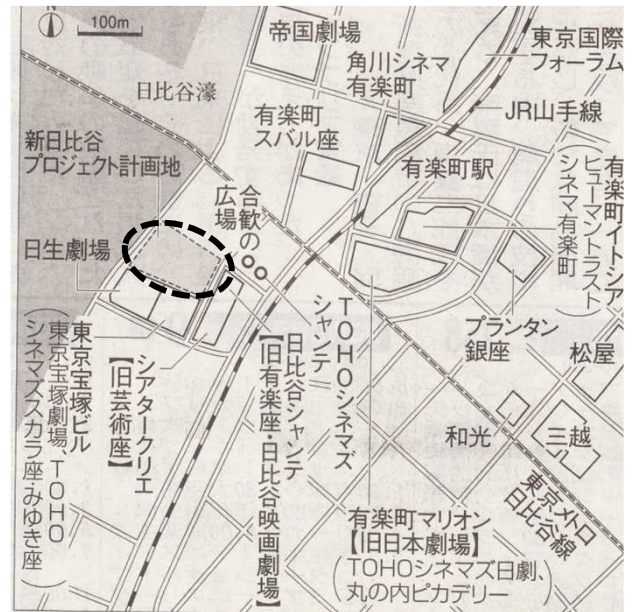 N
100m
帝国劇場
東京国際
フォーラム
角川シネマ
有楽町
日比谷濠
JR山手線
有楽町
スバル座
新日比谷
プロジェクト計画地
有楽町駅
有楽町イトシア
(ヒューマントラスト
シネマ有楽町)
合歓の
広場
日生劇場
プランタン
銀座
松屋
TOHOシネマズ
シャンテ
日比谷シャンテ
【旧有楽座・日比谷映画劇場】
シアタークリエ
【旧芸術座】
東京宝塚ビル
(東京宝塚劇場、TOHO
シネマズスカラ座・みゆき座)
和光
三越
東京メトロ
日比谷線
有楽町マリオン
【旧日本劇場】
(TOHOシネマズ日劇、
丸の内ピカデリー)